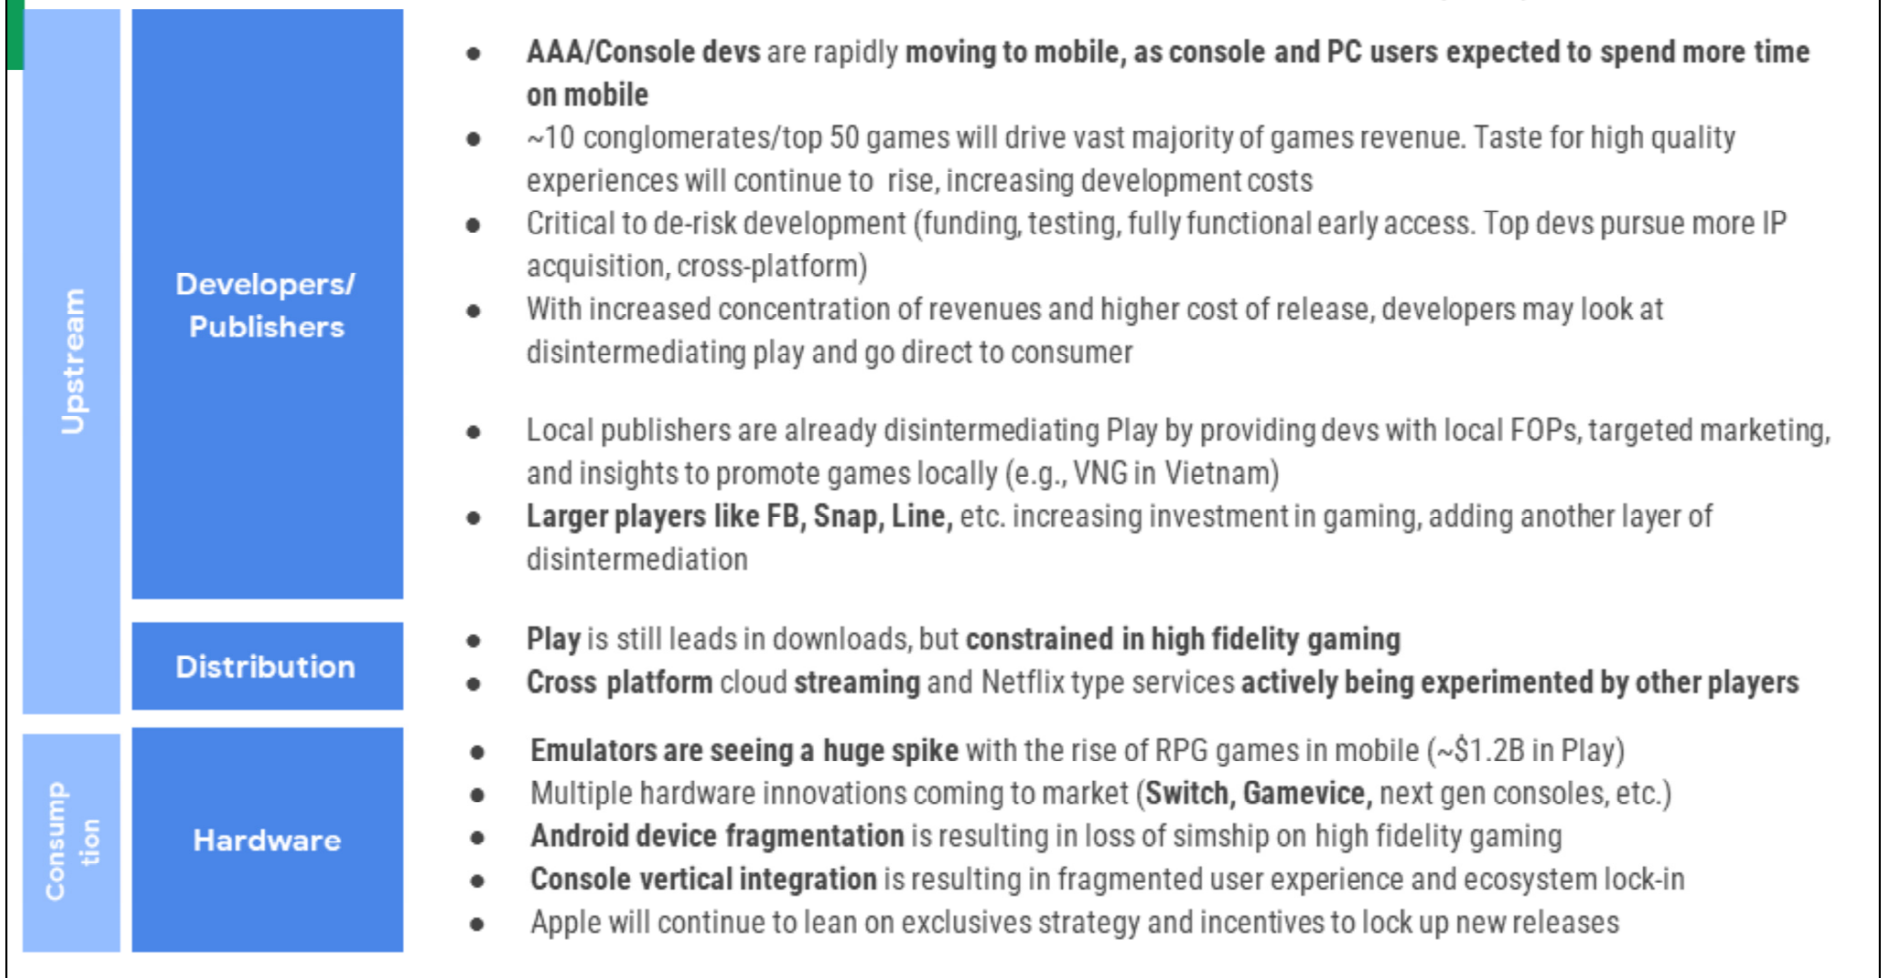 Upstream
Developers/
Publishers
● AAA/Console devs are rapidly moving to mobile, as console and PC users expected to spend more time
on mobile
● ~10 conglomerates/top 50 games will drive vast majority of games revenue. Taste for high quality
experiences will continue to rise, increasing development costs
● Critical to de-risk development (funding, testing, fully functional early access. Top devs pursue more IP
acquisition, cross-platform)
● With increased concentration of revenues and higher cost of release, developers may look at
disintermediating play and go direct to consumer
● Local publishers are already disintermediating Play by providing devs with local FOPs, targeted marketing,
and insights to promote games locally (e.g., VNG in Vietnam)
● Larger players like FB, Snap, Line, etc. increasing investment in gaming, adding another layer of
disintermediation
Distribution
● Play is still leads in downloads, but constrained in high fidelity gaming
● Cross platform cloud streaming and Netflix type services actively being experimented by other players
Consump
tion
Hardware
● Emulators are seeing a huge spike with the rise of RPG games in mobile (~$1.2B in Play)
● Multiple hardware innovations coming to market (Switch, Gamevice, next gen consoles, etc.)
● Android device fragmentation is resulting in loss of simship on high fidelity gaming
● Console vertical integration is resulting in fragmented user experience and ecosystem lock-in
● Apple will continue to lean on exclusives strategy and incentives to lock up new releases